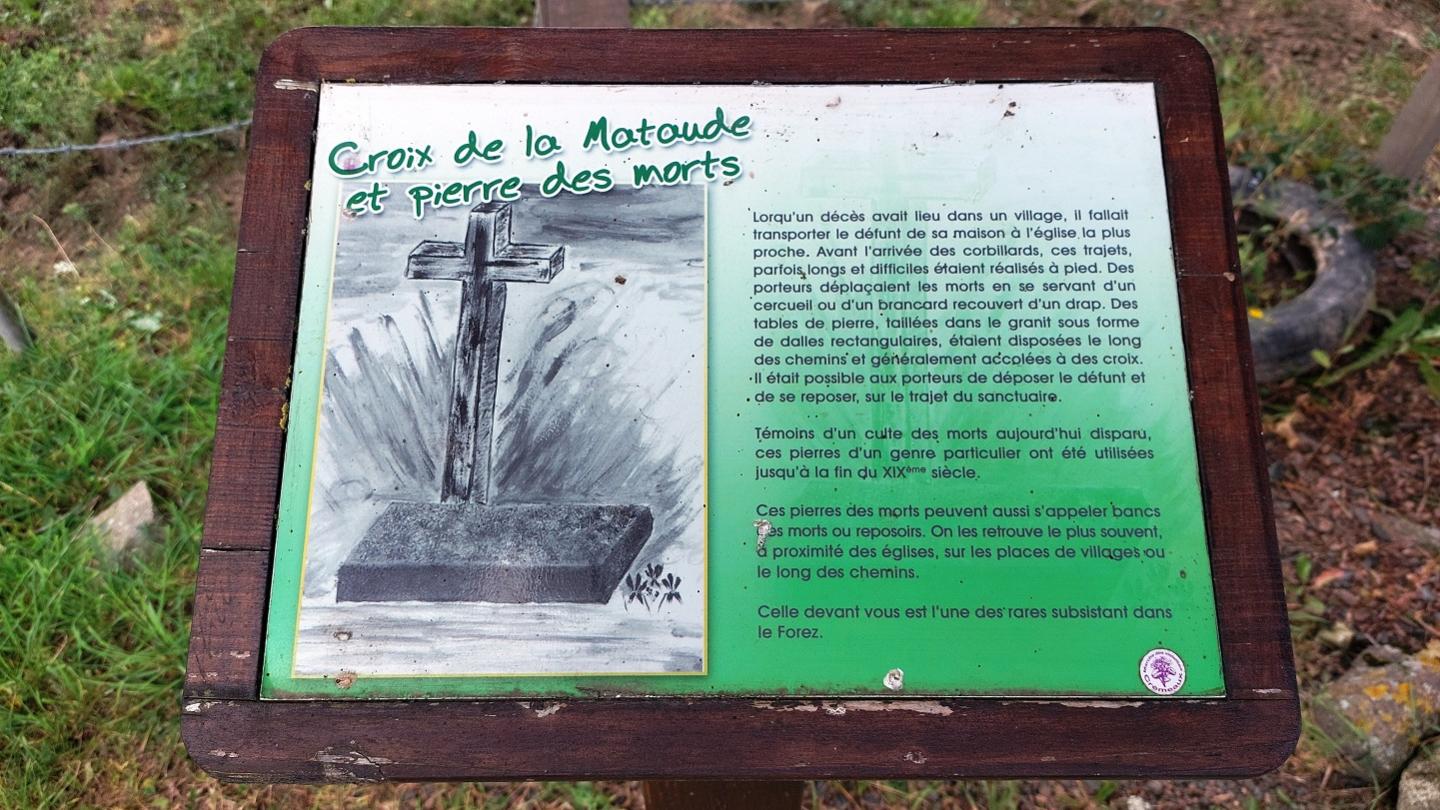 Croix de la Mataude
et pierre des morts
Lorqu'un décès avait lieu dans un village, il fallait
transporter le défunt de sa maison à l'église la plus
proche. Avant l'arrivée des corbillards, ces trajets,
parfois longs et difficiles étaient réalisés à pied. Des
porteurs déplaçaient les morts en se servant d'un
cercueil ou d'un brancard recouvert d'un drap. Des
tables de pierre, taillées dans le granit sous forme
de dalles rectangulaires, étaient disposées le long
des chemins et généralement accolées à des croix.
Il était possible aux porteurs de déposer le défunt et
de se reposer, sur le trajet du sanctuaire.
Témoins d'un culte des morts aujourd'hui disparu,
ces pierres d'un genre particulier ont été utilisées
jusqu'à la fin du XIXème siècle.
Ces pierres des morts peuvent aussi s'appeler bancs
des morts ou reposoirs. On les retrouve le plus souvent,
à proximité des églises, sur les places de villages ou
le long des chemins.
Celle devant vous est l'une des rares subsistant dans
le Forez.
Cremeaux